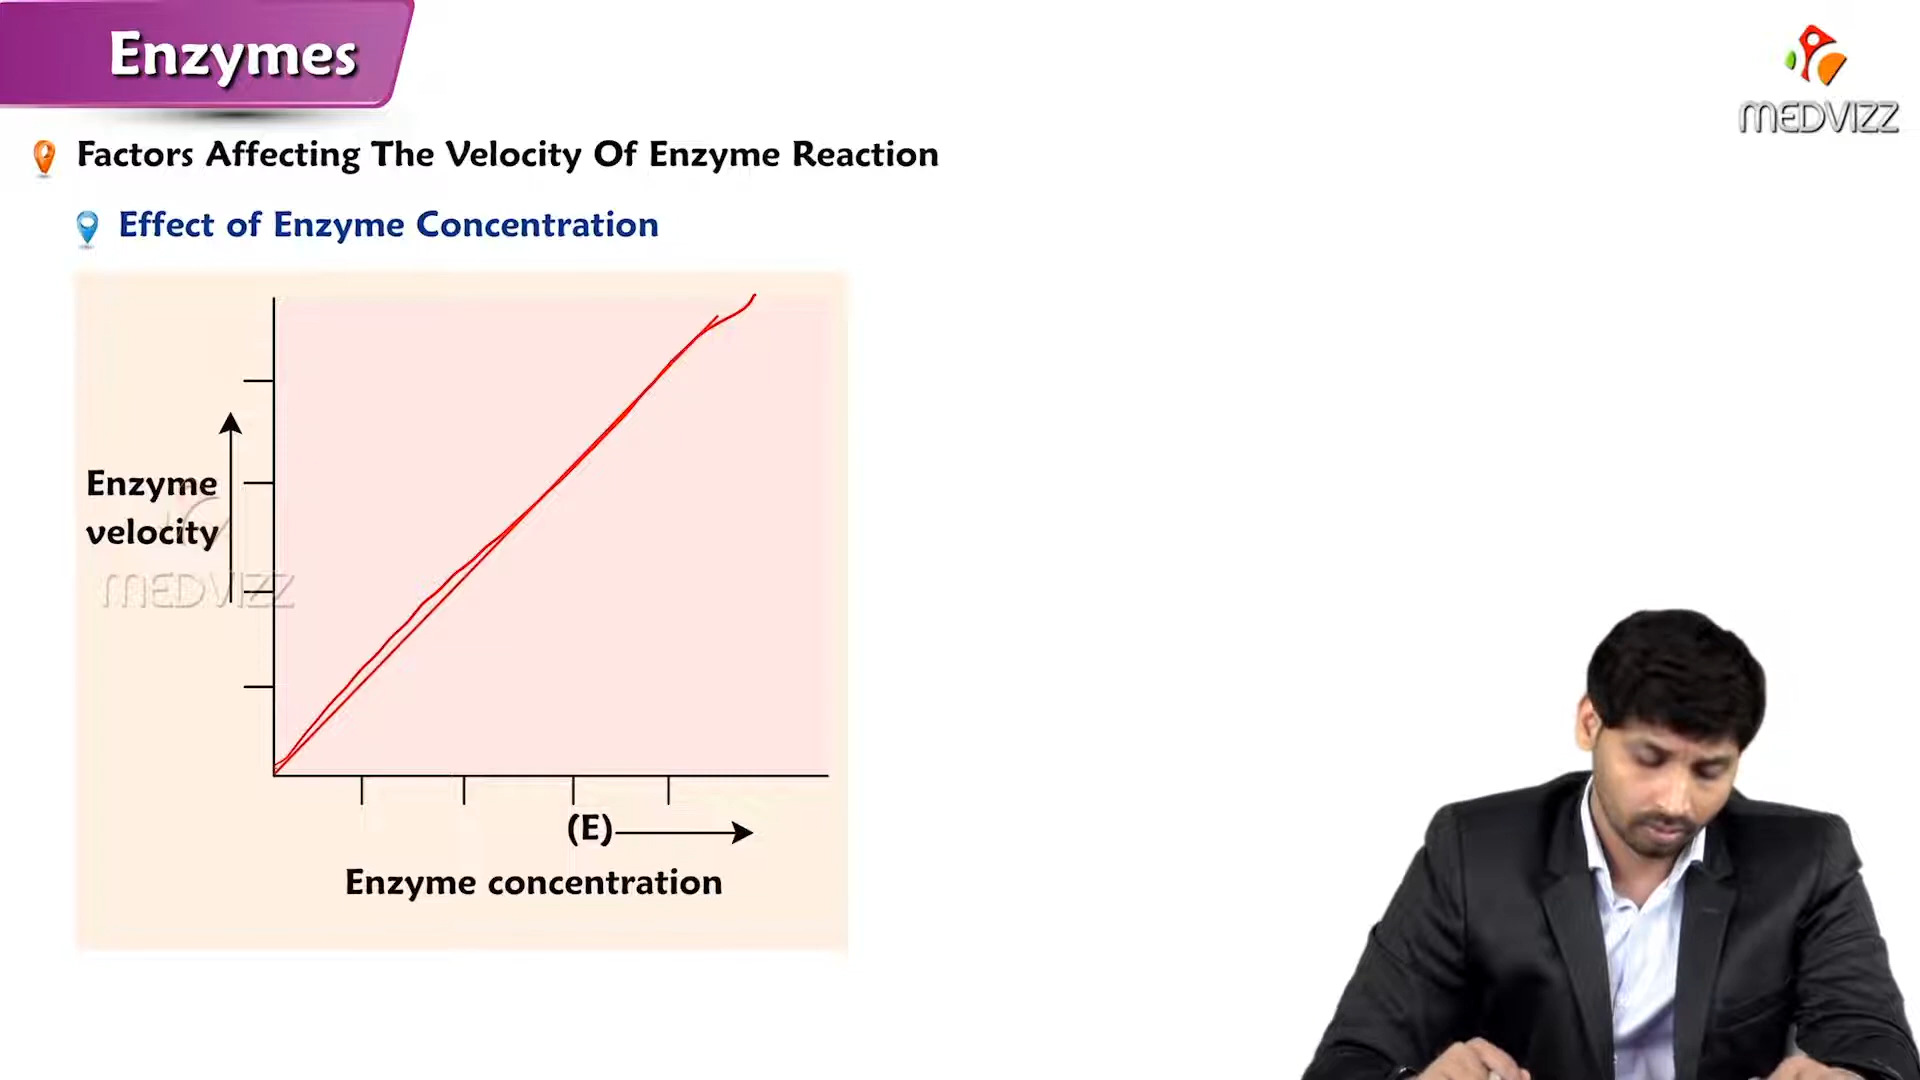 Enzymes
MEDVIZZ
Factors Affecting The Velocity Of Enzyme Reaction
Effect of Enzyme Concentration
Enzyme
velocity
MEDVIZZ
(E)
Enzyme concentration